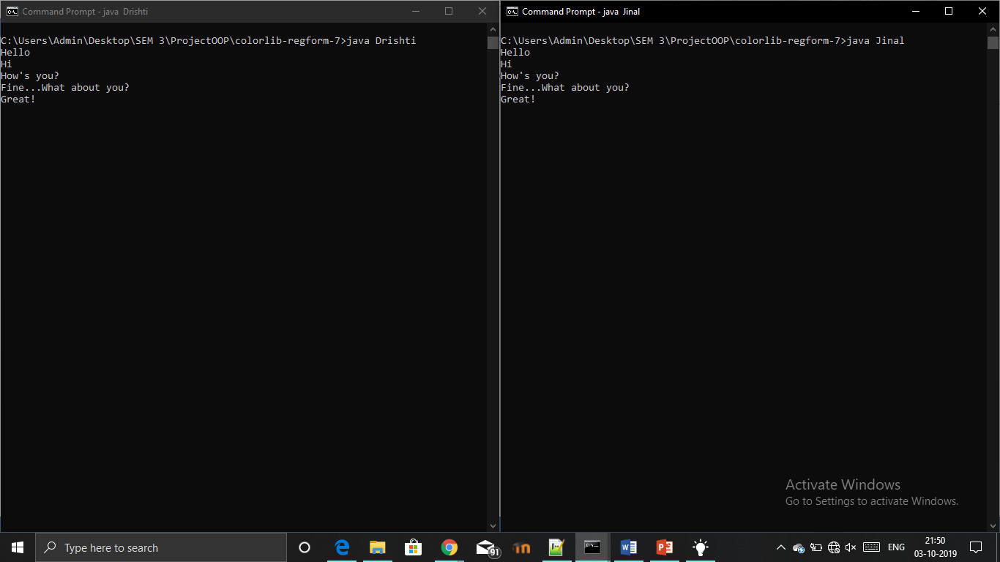 Command Prompt - java  Drishti
C:\Users\Admin\Desktop\SEM 3\ProjectOOP\colorlib-regform-7>java Drishti
Hello
Hi
How's you?
Fine...What about you?
Great!
Command Prompt - java  Jinal
C:\Users\Admin\Desktop\SEM 3\ProjectOOP\colorlib-regform-7>java Jinal
Hello
Hi
How's you?
Fine...What about you?
Great!
Activate Windows
Go to Settings to activate Windows.
Type here to search
91
ENG
21:50
03-10-2019